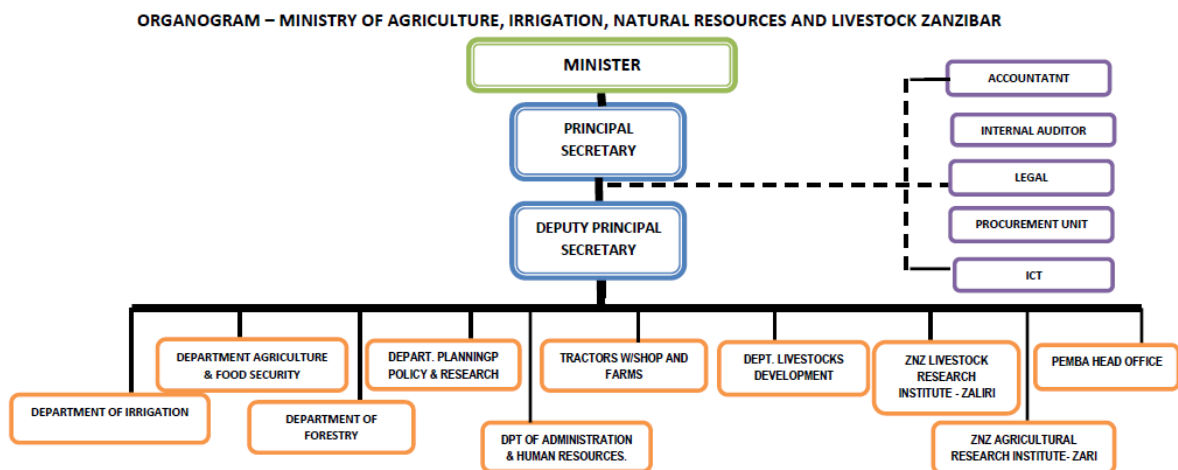 ORGANOGRAM – MINISTRY OF AGRICULTURE, IRRIGATION, NATURAL RESOURCES AND LIVESTOCK ZANZIBAR
MINISTER
PRINCIPAL
SECRETARY
DEPUTY PRINCIPAL
SECRETARY
ACCOUNTATNT
INTERNAL AUDITOR
LEGAL
PROCUREMENT UNIT
ICT
DEPARTMENT OF IRRIGATION
DEPARTMENT AGRICULTURE
& FOOD SECURITY
DEPARTMENT OF
FORESTRY
DEPART. PLANNINGP
POLICY & RESEARCH
DPT OF ADMINISTRATION
& HUMAN RESOURCES.
TRACTORS W/SHOP AND
FARMS
DEPT. LIVESTOCKS
DEVELOPMENT
ZNZ LIVESTOCK
RESEARCH
INSTITUTE - ZALIRI
ZNZ AGRICULTURAL
RESEARCH INSTITUTE- ZARI
PEMBA HEAD OFFICE